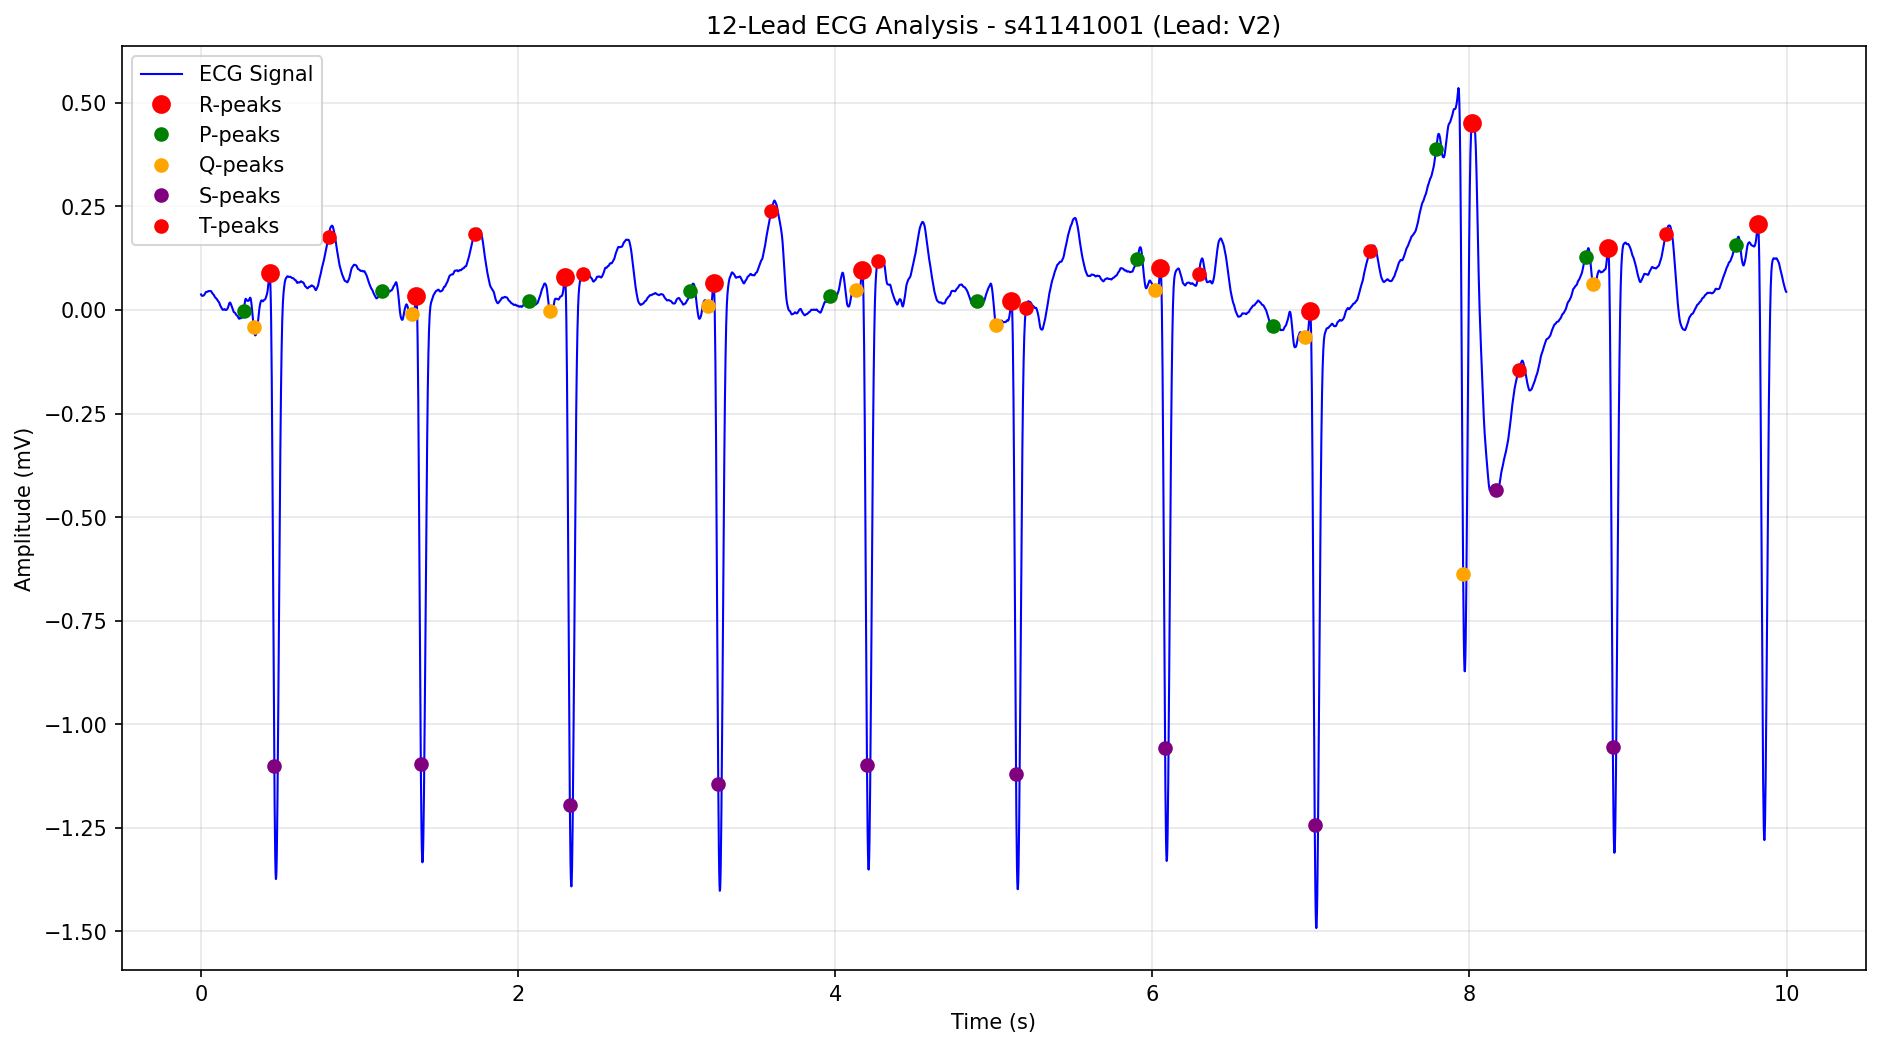 12-Lead ECG Analysis - s41141001 (Lead: V2)
ECG Signal
R-peaks
P-peaks
Q-peaks
S-peaks
T-peaks
Amplitude (mV)
0.50
0.25
0.00
−0.25
−0.50
−0.75
−1.00
−1.25
−1.50
0 2 4 6 8 10
Time (s)